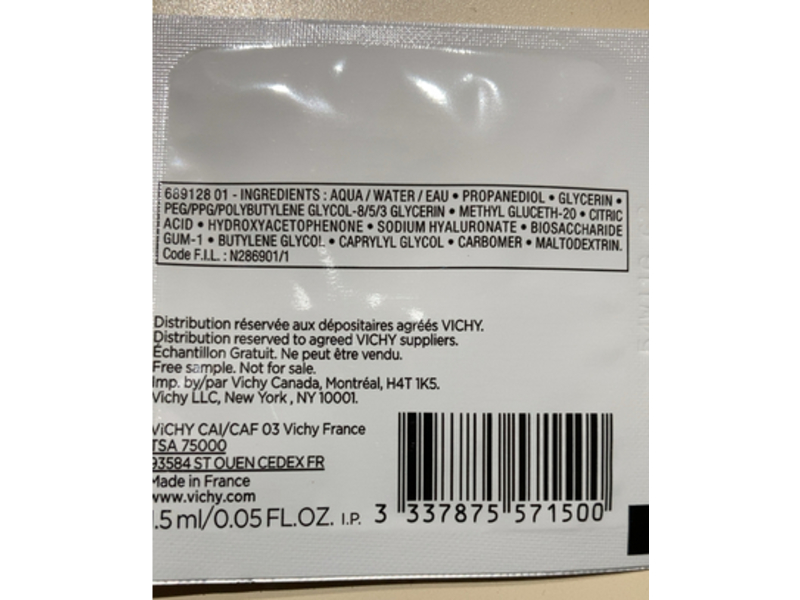 689128 01 - INGREDIENTS : AQUA / WATER / EAU • PROPANEDIOL • GLYCERIN •
PEG/PPG/POLYBUTYLENE GLYCOL-8/5/3 GLYCERIN • METHYL GLUCETH-20 • CITRIC
ACID • HYDROXYACETOPHENONE • SODIUM HYALURONATE • BIOSACCHARIDE
GUM-1 • BUTYLENE GLYCOL • CAPRYLYL GLYCOL • CARBOMER • MALTODEXTRIN.
Code F.I.L. : N286901/1
Distribution réservée aux dépositaires agréés VICHY.
Distribution reserved to agreed VICHY suppliers.
Échantillon Gratuit. Ne peut être vendu.
Free sample. Not for sale.
Imp. by/par Vichy Canada, Montréal, H4T 1K5.
Vichy LLC, New York , NY 10001.
VICHY CAI/CAF 03 Vichy France
TSA 75000
93584 ST OUEN CEDEX FR
Made in France
www.vichy.com
1.5 ml/0.05 FL.OZ. I.P. 3 337875 571500